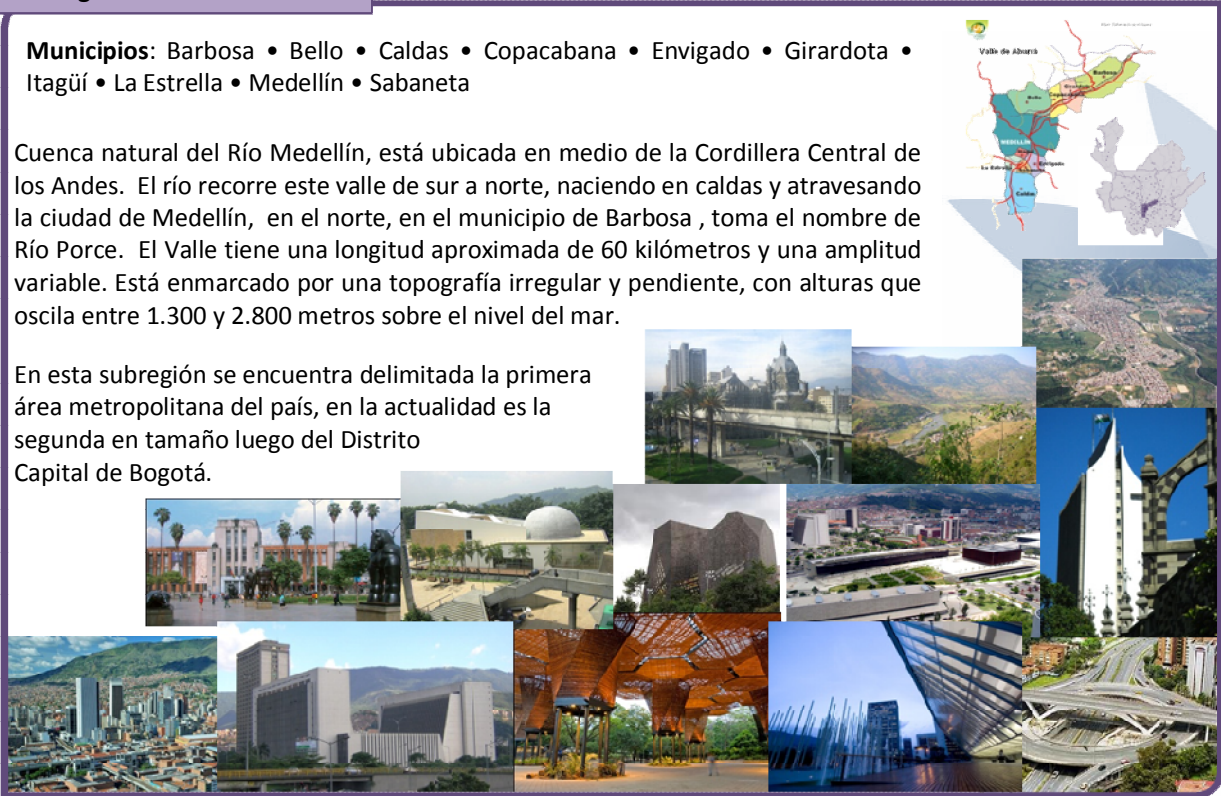 Municipios: Barbosa • Bello • Caldas • Copacabana • Envigado • Girardota •
Itagüí • La Estrella • Medellín • Sabaneta
Valle de Aburrá
Barbosa
Bello
Copacabana
MEDELLÍN
Envigado
La Estrella
Caldas
Cuenca natural del Río Medellín, está ubicada en medio de la Cordillera Central de
los Andes. El río recorre este valle de sur a norte, naciendo en caldas y atravesando
la ciudad de Medellín, en el norte, en el municipio de Barbosa , toma el nombre de
Río Porce. El Valle tiene una longitud aproximada de 60 kilómetros y una amplitud
variable. Está enmarcado por una topografía irregular y pendiente, con alturas que
oscila entre 1.300 y 2.800 metros sobre el nivel del mar.
En esta subregión se encuentra delimitada la primera
área metropolitana del país, en la actualidad es la
segunda en tamaño luego del Distrito
Capital de Bogotá.